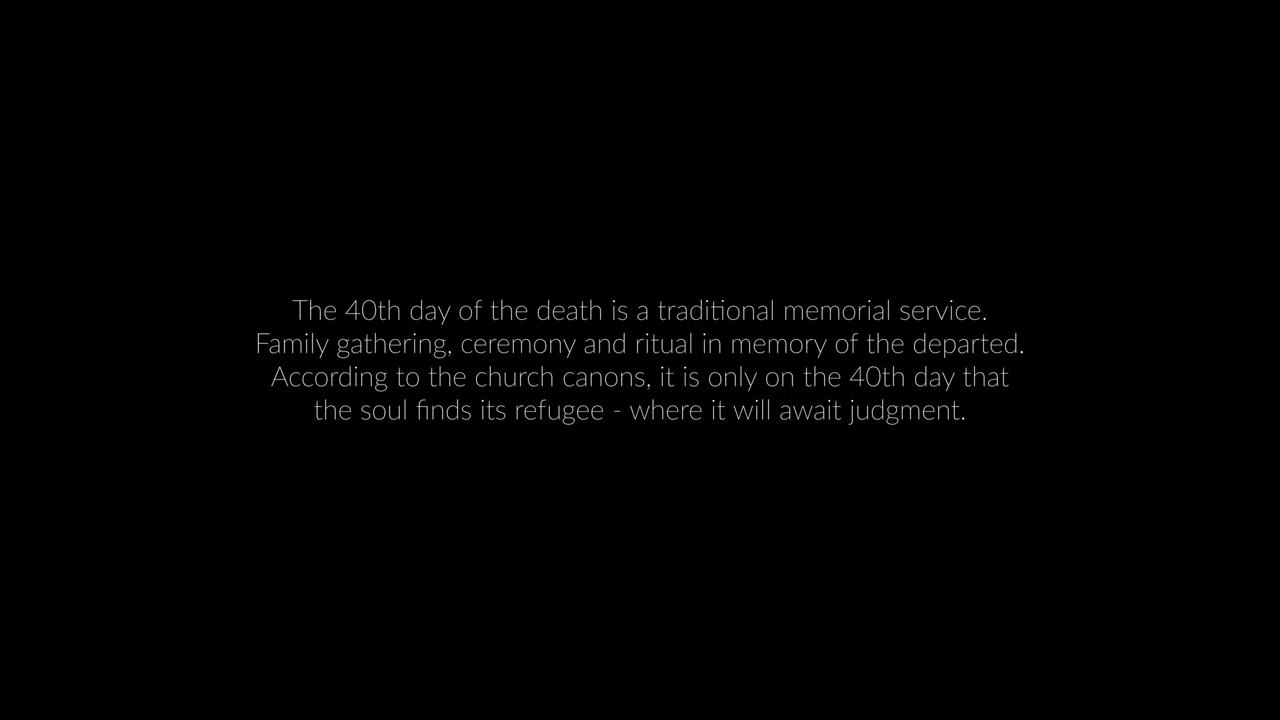 The 40th day of the death is a traditional memorial service.
Family gathering, ceremony and ritual in memory of the departed.
According to the church canons, it is only on the 40th day that
the soul finds its refugee - where it will await judgment.